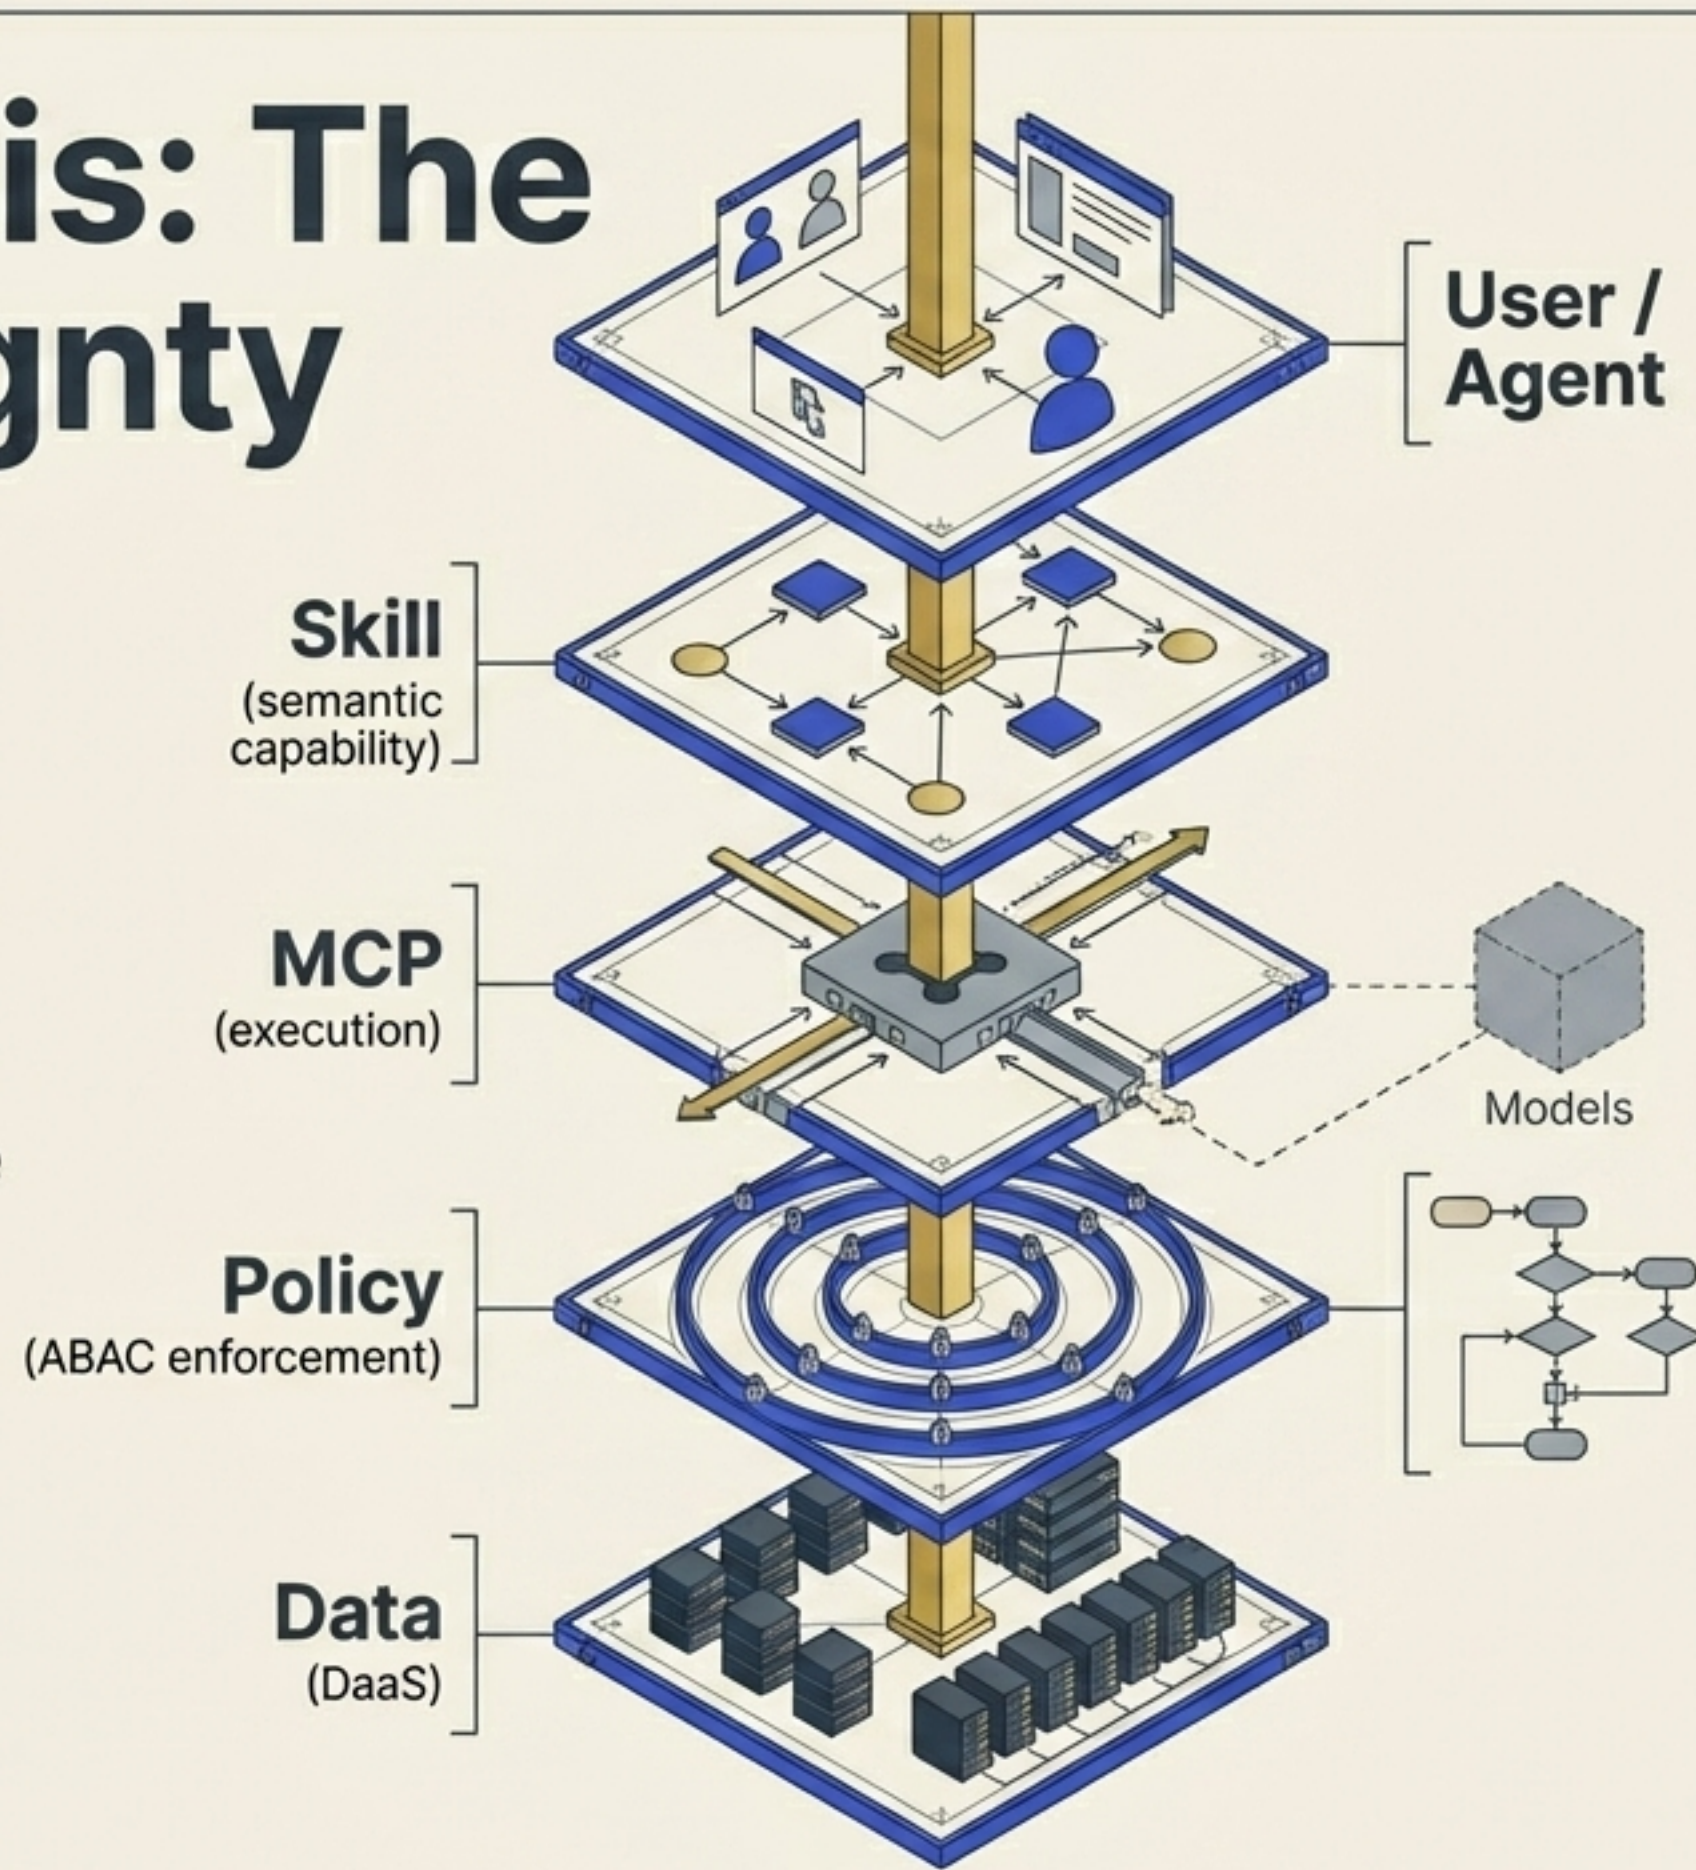 is: The
gnty
User /
Agent
Skill
(semantic
capability)
MCP
(execution)
Models
Policy
(ABAC enforcement)
Data
(DaaS)